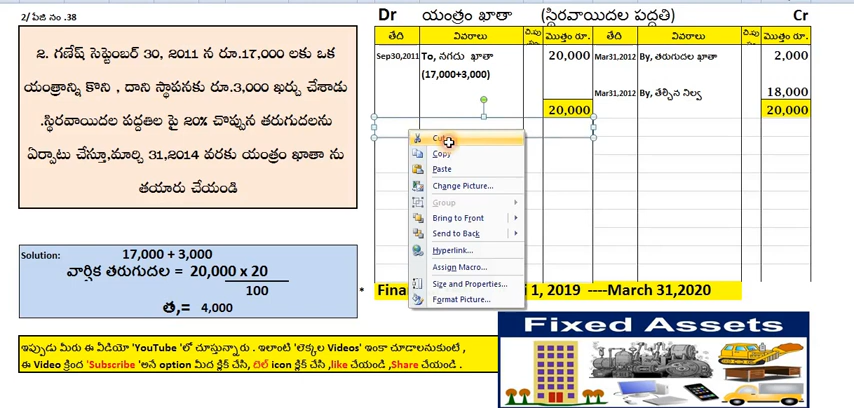 2/ పేజి నం .38
Dr యంత్రం ఖాతా (స్థిరవాయిదల పద్ధతి) Cr
తేది వివరాలు మొత్తం రూ. తేది వివరాలు మొత్తం రూ.
Sep30,2011 To, నగదు ఖాతా 20,000 Mar31,2012 By, తరుగుదల ఖాతా 2,000
(17,000+3,000)
Mar31,2012 By, తేల్చిన నిల్వ 18,000
20,000 20,000
2. గణేష్ సెప్టెంబర్ 30, 2011 న రూ.17,000 లకు ఒక
యంత్రాన్ని కొని , దాని స్థాపనకు రూ.3,000 ఖర్చు చేశాడు
.స్థిరవాయిదల పద్దతిల పై 20% చొప్పున తరుగుదలను
ఏర్పాటు చేస్తూ,మార్చి 31,2014 వరకు యంత్రం ఖాతా ను
తయారు చేయండి
Cut
Copy
Paste
Change Picture...
Group
Bring to Front
Send to Back
Hyperlink...
Assign Macro...
Size and Properties...
Format Picture...
Solution: 17,000 + 3,000
వార్షిక తరుగుదల = 20,000 x 20
100
త,= 4,000
* Fina 1, 2019 ----March 31,2020
Fixed Assets
ఇప్పుడు మీరు ఈ వీడియో 'YouTube 'లో చూస్తున్నారు . ఇలాంటి 'లెక్కల Videos' ఇంకా చూడాలనుకుంటే ,
ఈ Video క్రింద 'Subscribe 'అనే option మీద క్లిక్ చేసి, బెల్ icon క్లిక్ చేసి ,like చేయండి ,Share చేయండి .